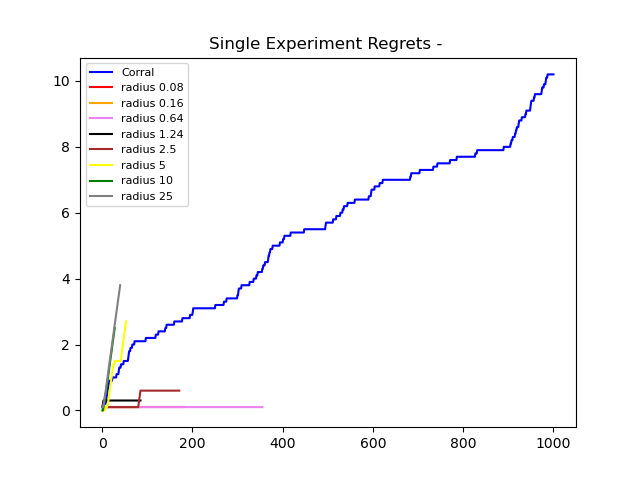 Single Experiment Regrets -
Corral
radius 0.08
radius 0.16
radius 0.64
radius 1.24
radius 2.5
radius 5
radius 10
radius 25
10
8
6
4
2
0
0 200 400 600 800 1000